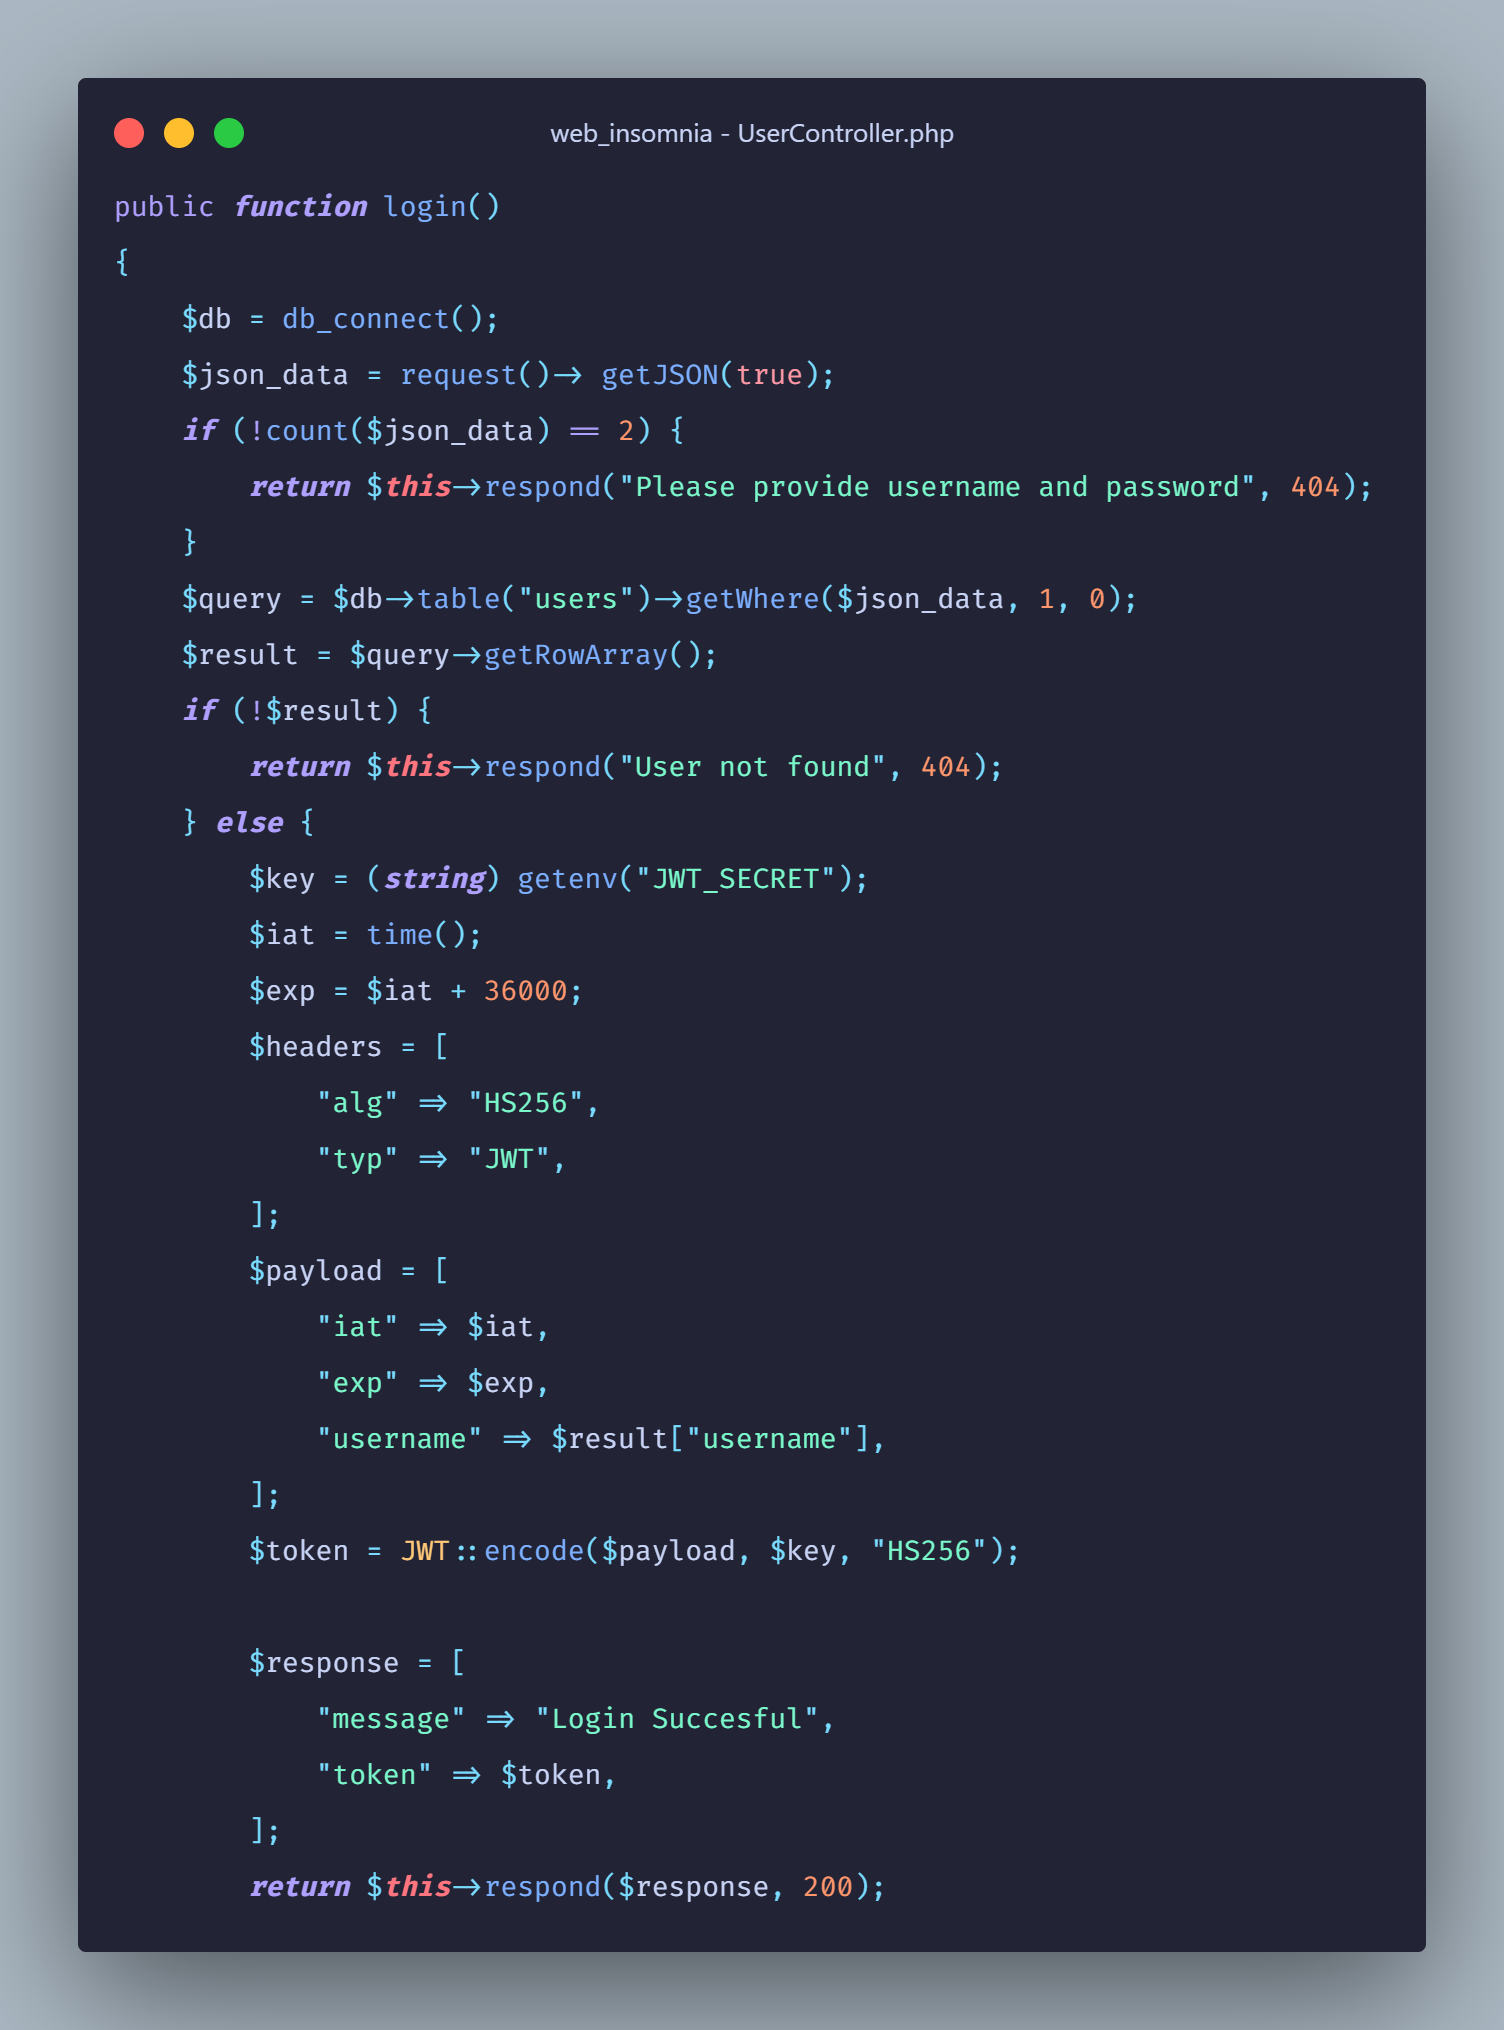 web_insomnia - UserController.php
public function login()
{
    $db = db_connect();
    $json_data = request()-> getJSON(true);
    if (!count($json_data) == 2) {
        return $this->respond("Please provide username and password", 404);
    }
    $query = $db->table("users")->getWhere($json_data, 1, 0);
    $result = $query->getRowArray();
    if (!$result) {
        return $this->respond("User not found", 404);
    } else {
        $key = (string) getenv("JWT_SECRET");
        $iat = time();
        $exp = $iat + 36000;
        $headers = [
            "alg" => "HS256",
            "typ" => "JWT",
        ];
        $payload = [
            "iat" => $iat,
            "exp" => $exp,
            "username" => $result["username"],
        ];
        $token = JWT::encode($payload, $key, "HS256");

        $response = [
            "message" => "Login Succesful",
            "token" => $token,
        ];
        return $this->respond($response, 200);